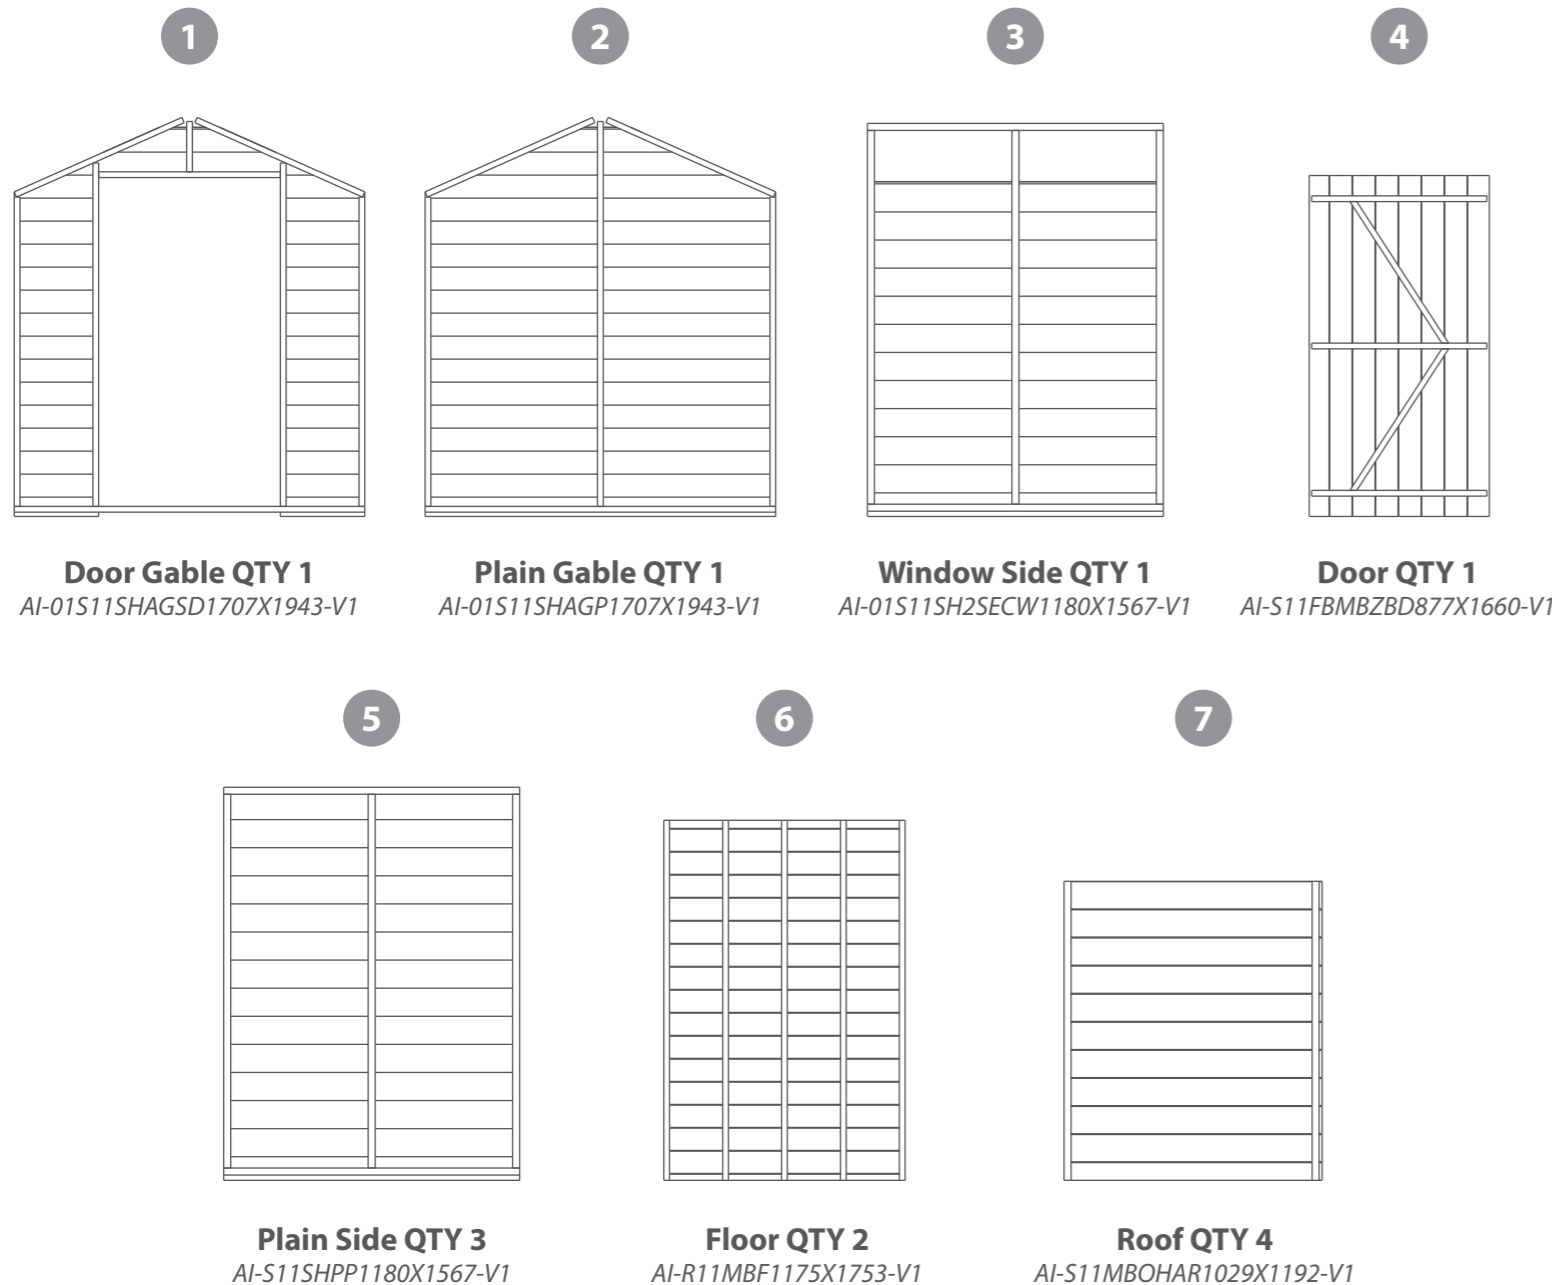 1
2
3
4
Door Gable QTY 1
AI-01S11SHAGSD1707X1943-V1
Plain Gable QTY 1
AI-01S11SHAGP1707X1943-V1
Window Side QTY 1
AI-01S11SH2SECW1180X1567-V1
Door QTY 1
AI-S11FBMBZBD877X1660-V1
5
6
7
Plain Side QTY 3
AI-S11SHPP1180X1567-V1
Floor QTY 2
AI-R11MBF1175X1753-V1
Roof QTY 4
AI-S11MBOHAR1029X1192-V1